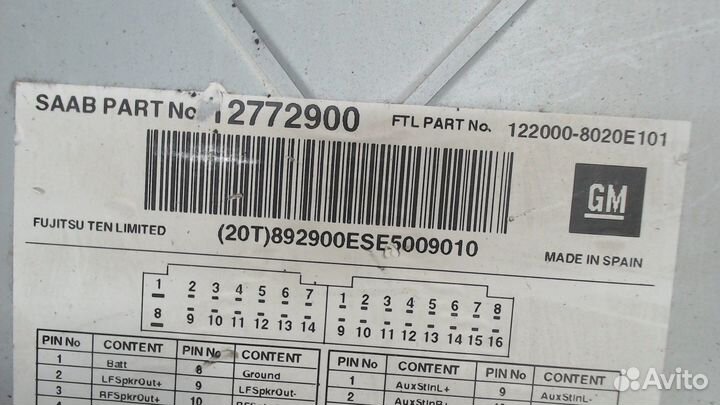 SAAB PART No 12772900 FTL PART No. 122000-8020E101
GM
FUJITSU TEN LIMITED (20T)892900ESE5009010 MADE IN SPAIN
1 2 3 4 5 6 7 1 2 3 4 5 6 7 8
8 9 10 11 12 13 14 9 10 11 12 13 14 15 16
PIN No CONTENT PIN No CONTENT PIN No CONTENT PIN No CONTENT
1 Batt 8 Ground 1 AuxStInL+ 9 AuxStInL-
2 LFSpkrOut+ 9 LFSpkrOut- 2
3 RFSpkrOut+ 10
Avito